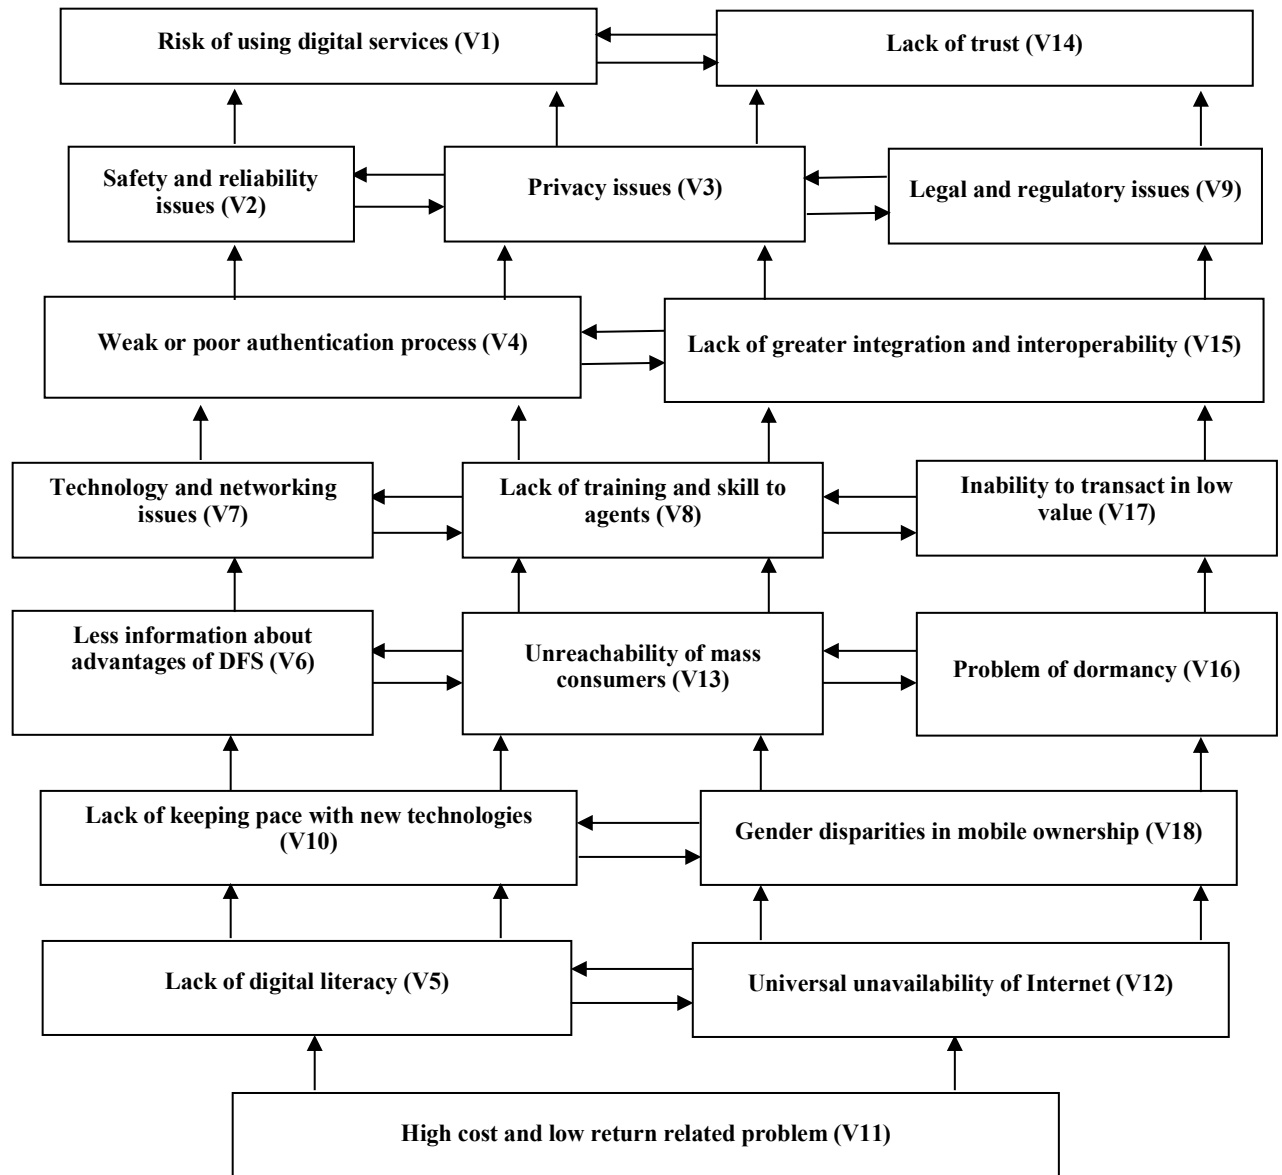 Risk of using digital services (V1)
Lack of trust (V14)
Safety and reliability
issues (V2)
Privacy issues (V3)
Legal and regulatory issues (V9)
Weak or poor authentication process (V4)
Lack of greater integration and interoperability (V15)
Technology and networking
issues (V7)
Lack of training and skill to
agents (V8)
Inability to transact in low
value (V17)
Less information about
advantages of DFS (V6)
Unreachability of mass
consumers (V13)
Problem of dormancy (V16)
Lack of keeping pace with new technologies
(V10)
Gender disparities in mobile ownership (V18)
Lack of digital literacy (V5)
Universal unavailability of Internet (V12)
High cost and low return related problem (V11)